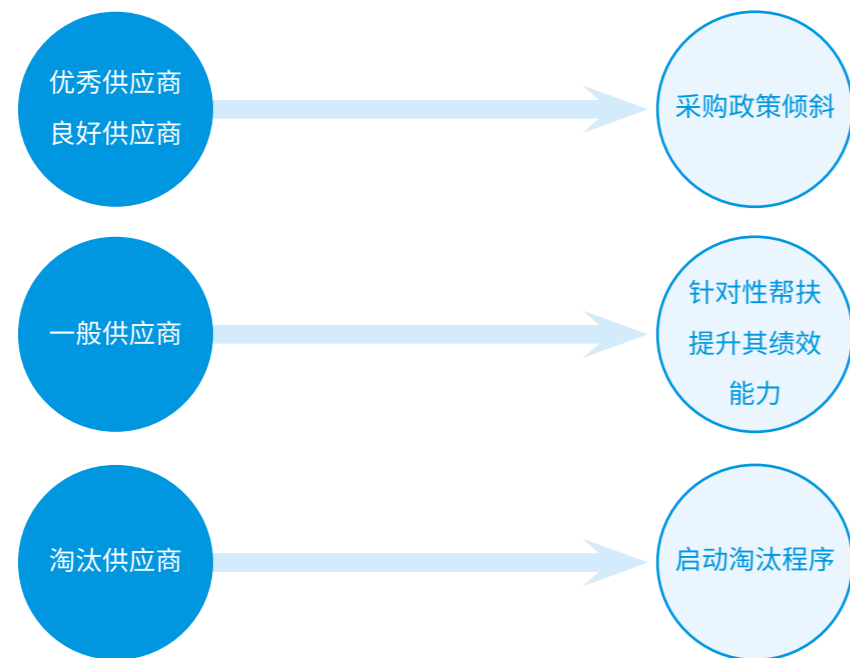 优秀供应商
良好供应商
采购政策倾斜
一般供应商
针对性帮扶
提升其绩效
能力
淘汰供应商
启动淘汰程序